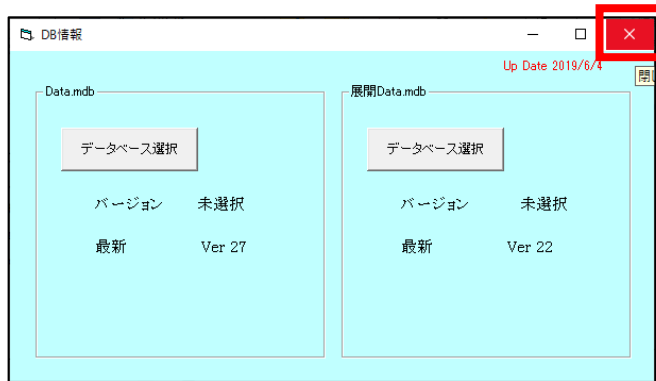 DB情報
Up Date 2019/6/4
閉
Data.mdb
展開Data.mdb
データベース選択
データベース選択
バージョン 未選択
バージョン 未選択
最新 Ver 27
最新 Ver 22